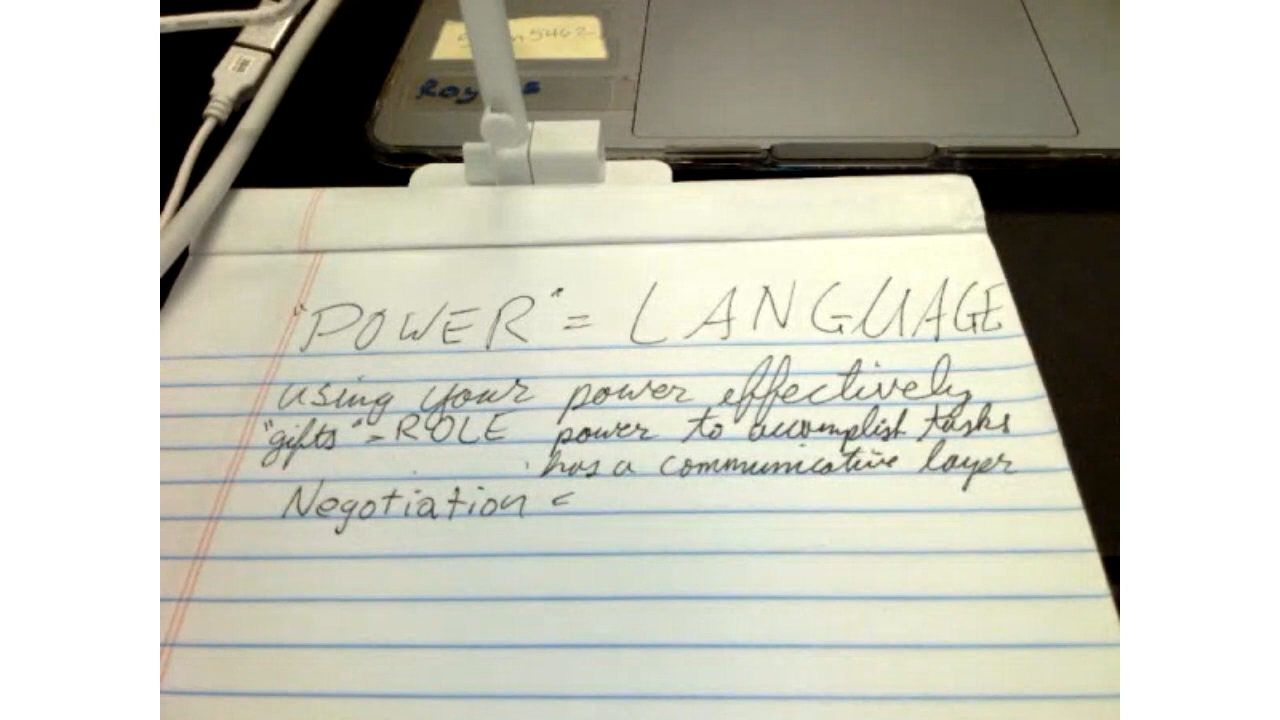 "POWER" = LANGUAGE
using your power effectively
"gifts" = ROLE power to accomplish tasks
has a communicative layer
Negotiation =